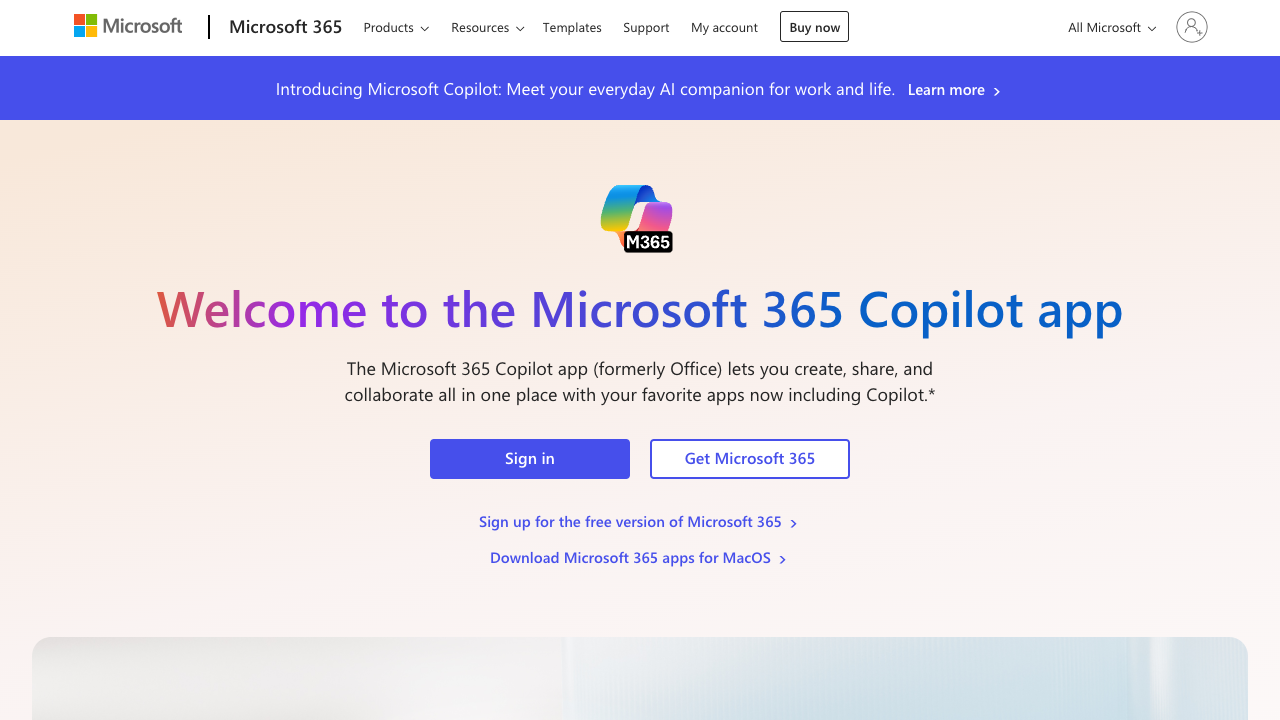 Microsoft
Microsoft 365
Products
Resources
Templates
Support
My account
Buy now
All Microsoft
Introducing Microsoft Copilot: Meet your everyday AI companion for work and life. Learn more
M365
Welcome to the Microsoft 365 Copilot app
The Microsoft 365 Copilot app (formerly Office) lets you create, share, and
collaborate all in one place with your favorite apps now including Copilot.*
Sign in
Get Microsoft 365
Sign up for the free version of Microsoft 365
Download Microsoft 365 apps for MacOS